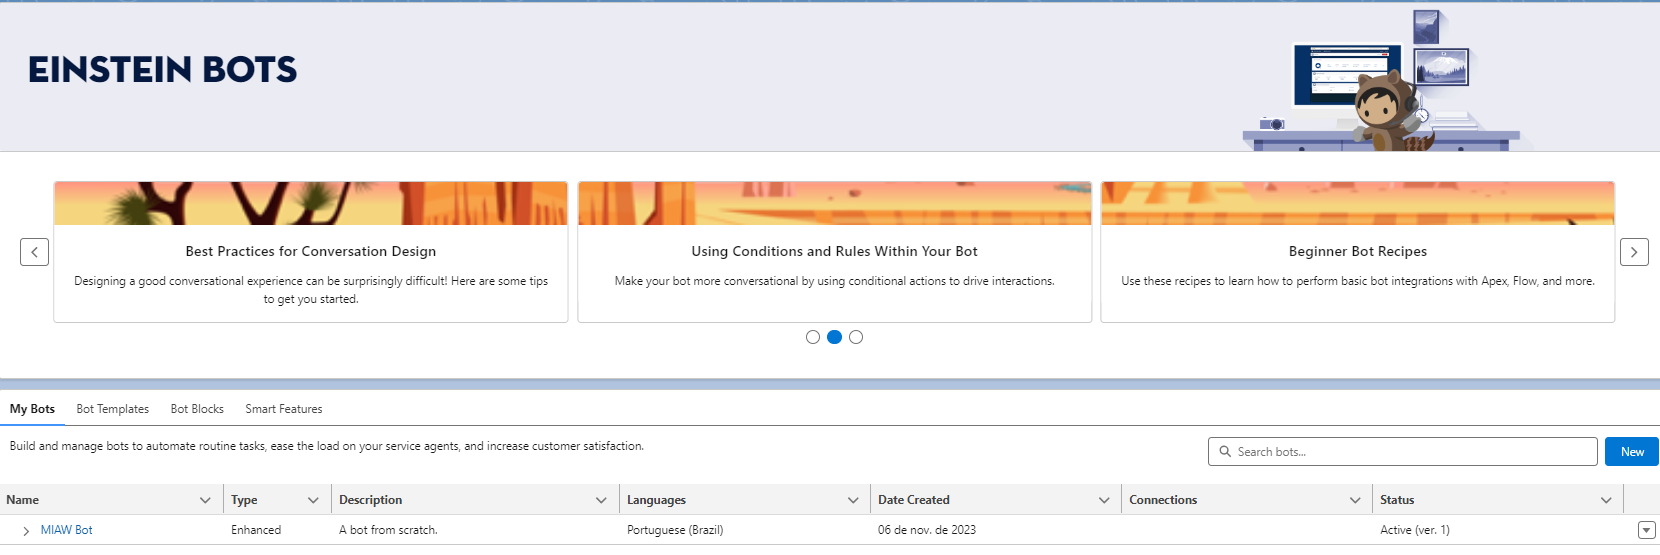 EINSTEIN BOTS
Best Practices for Conversation Design
Designing a good conversational experience can be surprisingly difficult! Here are some tips
to get you started.
Using Conditions and Rules Within Your Bot
Make your bot more conversational by using conditional actions to drive interactions.
Beginner Bot Recipes
Use these recipes to learn how to perform basic bot integrations with Apex, Flow, and more.
My Bots Bot Templates Bot Blocks Smart Features
Build and manage bots to automate routine tasks, ease the load on your service agents, and increase customer satisfaction.
Search bots... New
Name Type Description Languages Date Created Connections Status
MIAW Bot Enhanced A bot from scratch. Portuguese (Brazil) 06 de nov. de 2023 Active (ver. 1)